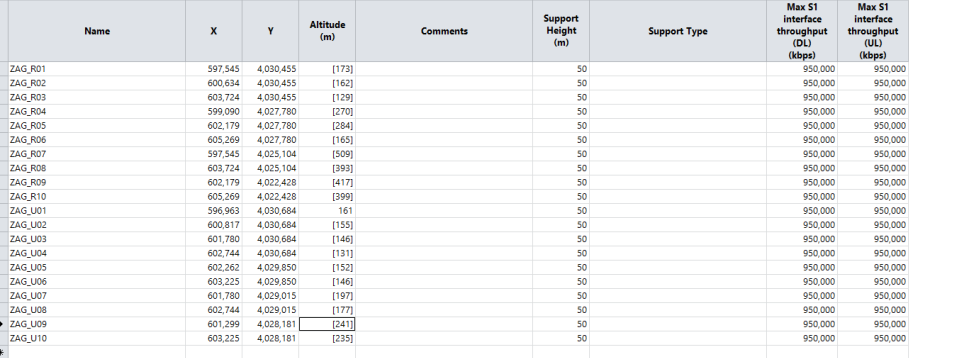 Name X Y Altitude (m) Comments Support Height (m) Support Type Max S1 interface throughput (DL) (kbps) Max S1 interface throughput (UL) (kbps)
ZAG_R01 597,545 4,030,455 [173] 50 950,000 950,000
ZAG_R02 600,634 4,030,455 [162] 50 950,000 950,000
ZAG_R03 603,724 4,030,455 [129] 50 950,000 950,000
ZAG_R04 599,090 4,027,780 [270] 50 950,000 950,000
ZAG_R05 602,179 4,027,780 [284] 50 950,000 950,000
ZAG_R06 605,269 4,027,780 [165] 50 950,000 950,000
ZAG_R07 597,545 4,025,104 [509] 50 950,000 950,000
ZAG_R08 603,724 4,025,104 [393] 50 950,000 950,000
ZAG_R09 602,179 4,022,428 [417] 50 950,000 950,000
ZAG_R10 605,269 4,022,428 [399] 50 950,000 950,000
ZAG_U01 596,963 4,030,684 161 50 950,000 950,000
ZAG_U02 600,817 4,030,684 [155] 50 950,000 950,000
ZAG_U03 601,780 4,030,684 [146] 50 950,000 950,000
ZAG_U04 602,744 4,030,684 [131] 50 950,000 950,000
ZAG_U05 602,262 4,029,850 [152] 50 950,000 950,000
ZAG_U06 603,225 4,029,850 [146] 50 950,000 950,000
ZAG_U07 601,780 4,029,015 [197] 50 950,000 950,000
ZAG_U08 602,744 4,029,015 [177] 50 950,000 950,000
ZAG_U09 601,299 4,028,181 [241] 50 950,000 950,000
ZAG_U10 603,225 4,028,181 [235] 50 950,000 950,000